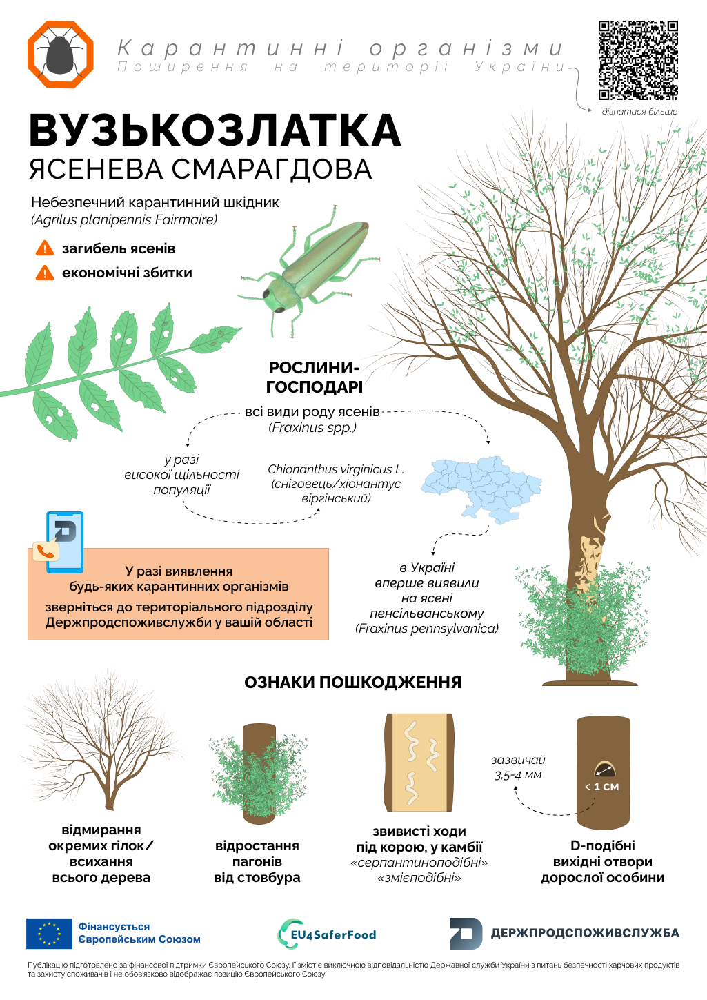 Карантинні організми
Поширення на території України
дізнатися більше
ВУЗЬКОЗЛАТКА
ЯСЕНЕВА СМАРАГДОВА
Небезпечний карантинний шкідник
(Agrilus planipennis Fairmaire)
загибель ясенів
економічні збитки
РОСЛИНИ-
ГОСПОДАРІ
всі види роду ясенів
(Fraxinus spp.)
у разі
високої щільності
популяції
Chionanthus virginicus L.
(сніговець/хіонантус
віргінський)
У разі виявлення
будь-яких карантинних організмів
зверніться до територіального підрозділу
Держпродспоживслужби у вашій області
в Україні
вперше виявили
на ясені
пенсільванському
(Fraxinus pennsylvanica)
ОЗНАКИ ПОШКОДЖЕННЯ
зазвичай
3,5-4 мм
< 1 СМ
відмирання
окремих гілок/
всихання
всього дерева
відростання
пагонів
від стовбура
звивисті ходи
під корою, у камбії
«серпантиноподібні»
«змієподібні»
D-подібні
вихідні отвори
дорослої особини
Фінансується
Європейським Союзом
EU4SaferFood
ДЕРЖПРОДСПОЖИВСЛУЖБА
Публікацію підготовлено за фінансової підтримки Європейського Союзу. Її зміст є виключною відповідальністю Державної служби України з питань безпечності харчових продуктів
та захисту споживачів і не обов'язково відображає позицію Європейського Союзу